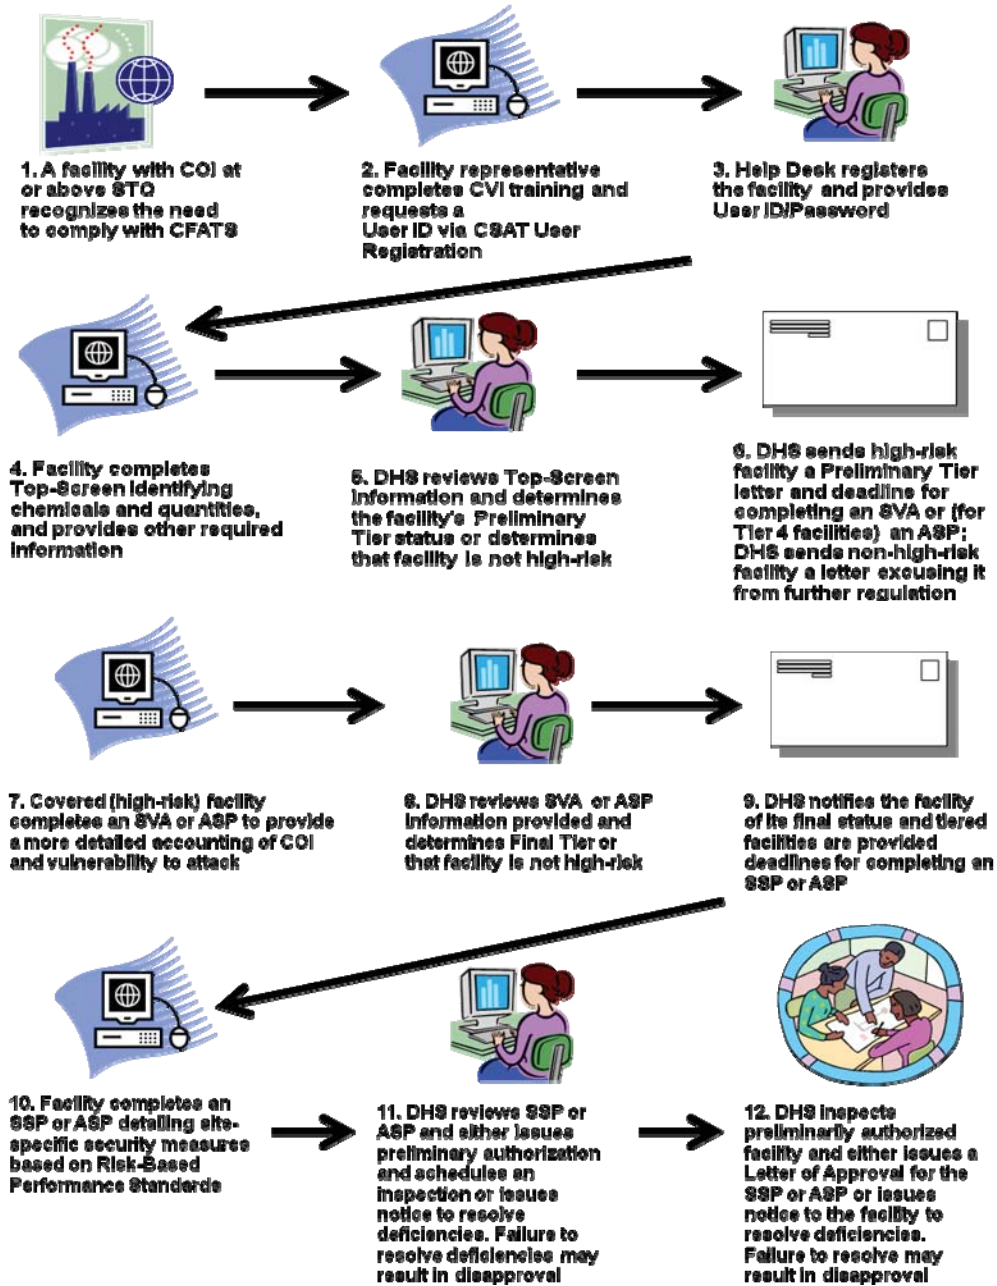 1. A facility with COI at
or above STQ
recognizes the need
to comply with CFATS
2. Facility representative
completes CVI training and
requests a
User ID via CSAT User
Registration
3. Help Desk registers
the facility and provides
User ID/Password
4. Facility completes
Top-Screen identifying
chemicals and quantities,
and provides other required
information
5. DHS reviews Top-Screen
information and determines
the facility's Preliminary
Tier status or determines
that facility is not high-risk
6. DHS sends high-risk
facility a Preliminary Tier
letter and deadline for
completing an SVA or (for
Tier 4 facilities) an ASP;
DHS sends non-high-risk
facility a letter excusing it
from further regulation
7. Covered (high-risk) facility
completes an SVA or ASP to provide
a more detailed accounting of COI
and vulnerability to attack
8. DHS reviews SVA or ASP
information provided and
determines Final Tier or
that facility is not high-risk
9. DHS notifies the facility
of its final status and tiered
facilities are provided
deadlines for completing an
SSP or ASP
10. Facility completes an
SSP or ASP detailing site-
specific security measures
based on Risk-Based
Performance Standards
11. DHS reviews SSP or
ASP and either issues
preliminary authorization
and schedules an
inspection or issues
notice to resolve
deficiencies. Failure to
resolve deficiencies may
result in disapproval
12. DHS inspects
preliminarily authorized
facility and either issues a
Letter of Approval for the
SSP or ASP or issues
notice to the facility to
resolve deficiencies.
Failure to resolve may
result in disapproval